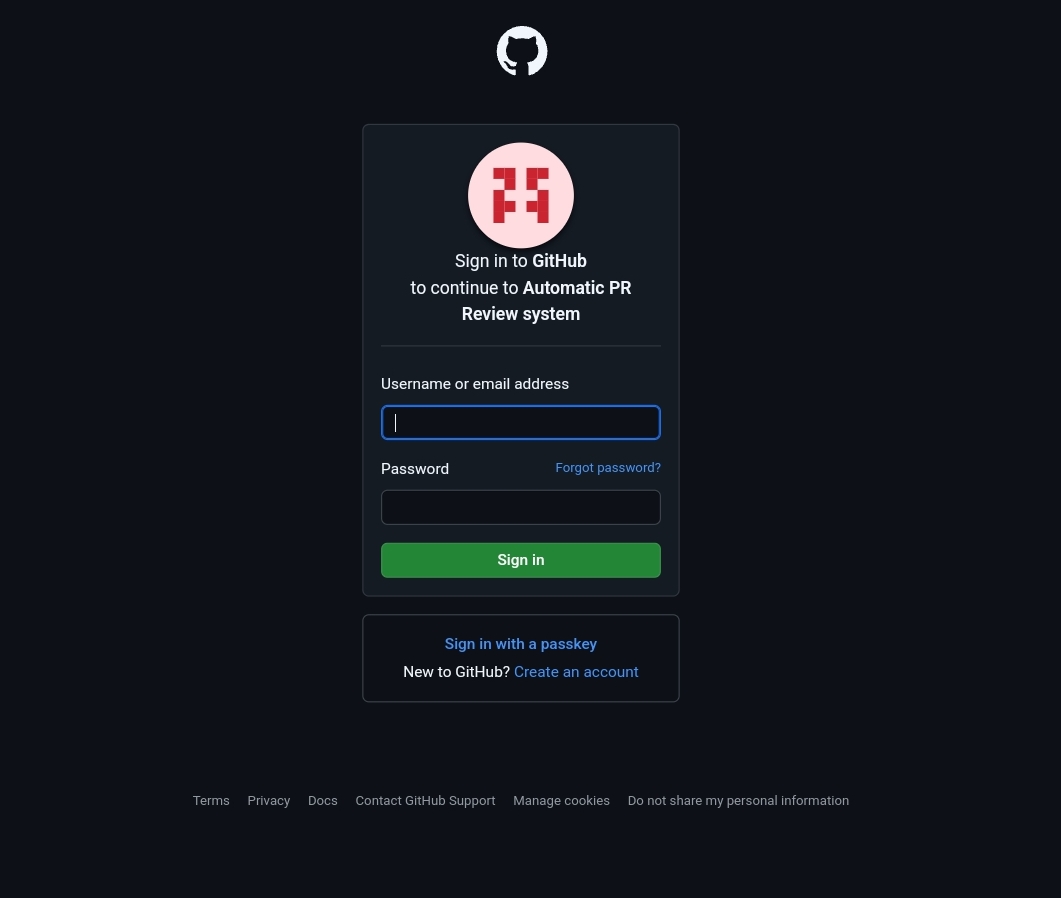 Sign in to GitHub
to continue to Automatic PR
Review system
Username or email address
Password Forgot password?
Sign in
Sign in with a passkey
New to GitHub? Create an account
Terms Privacy Docs Contact GitHub Support Manage cookies Do not share my personal information